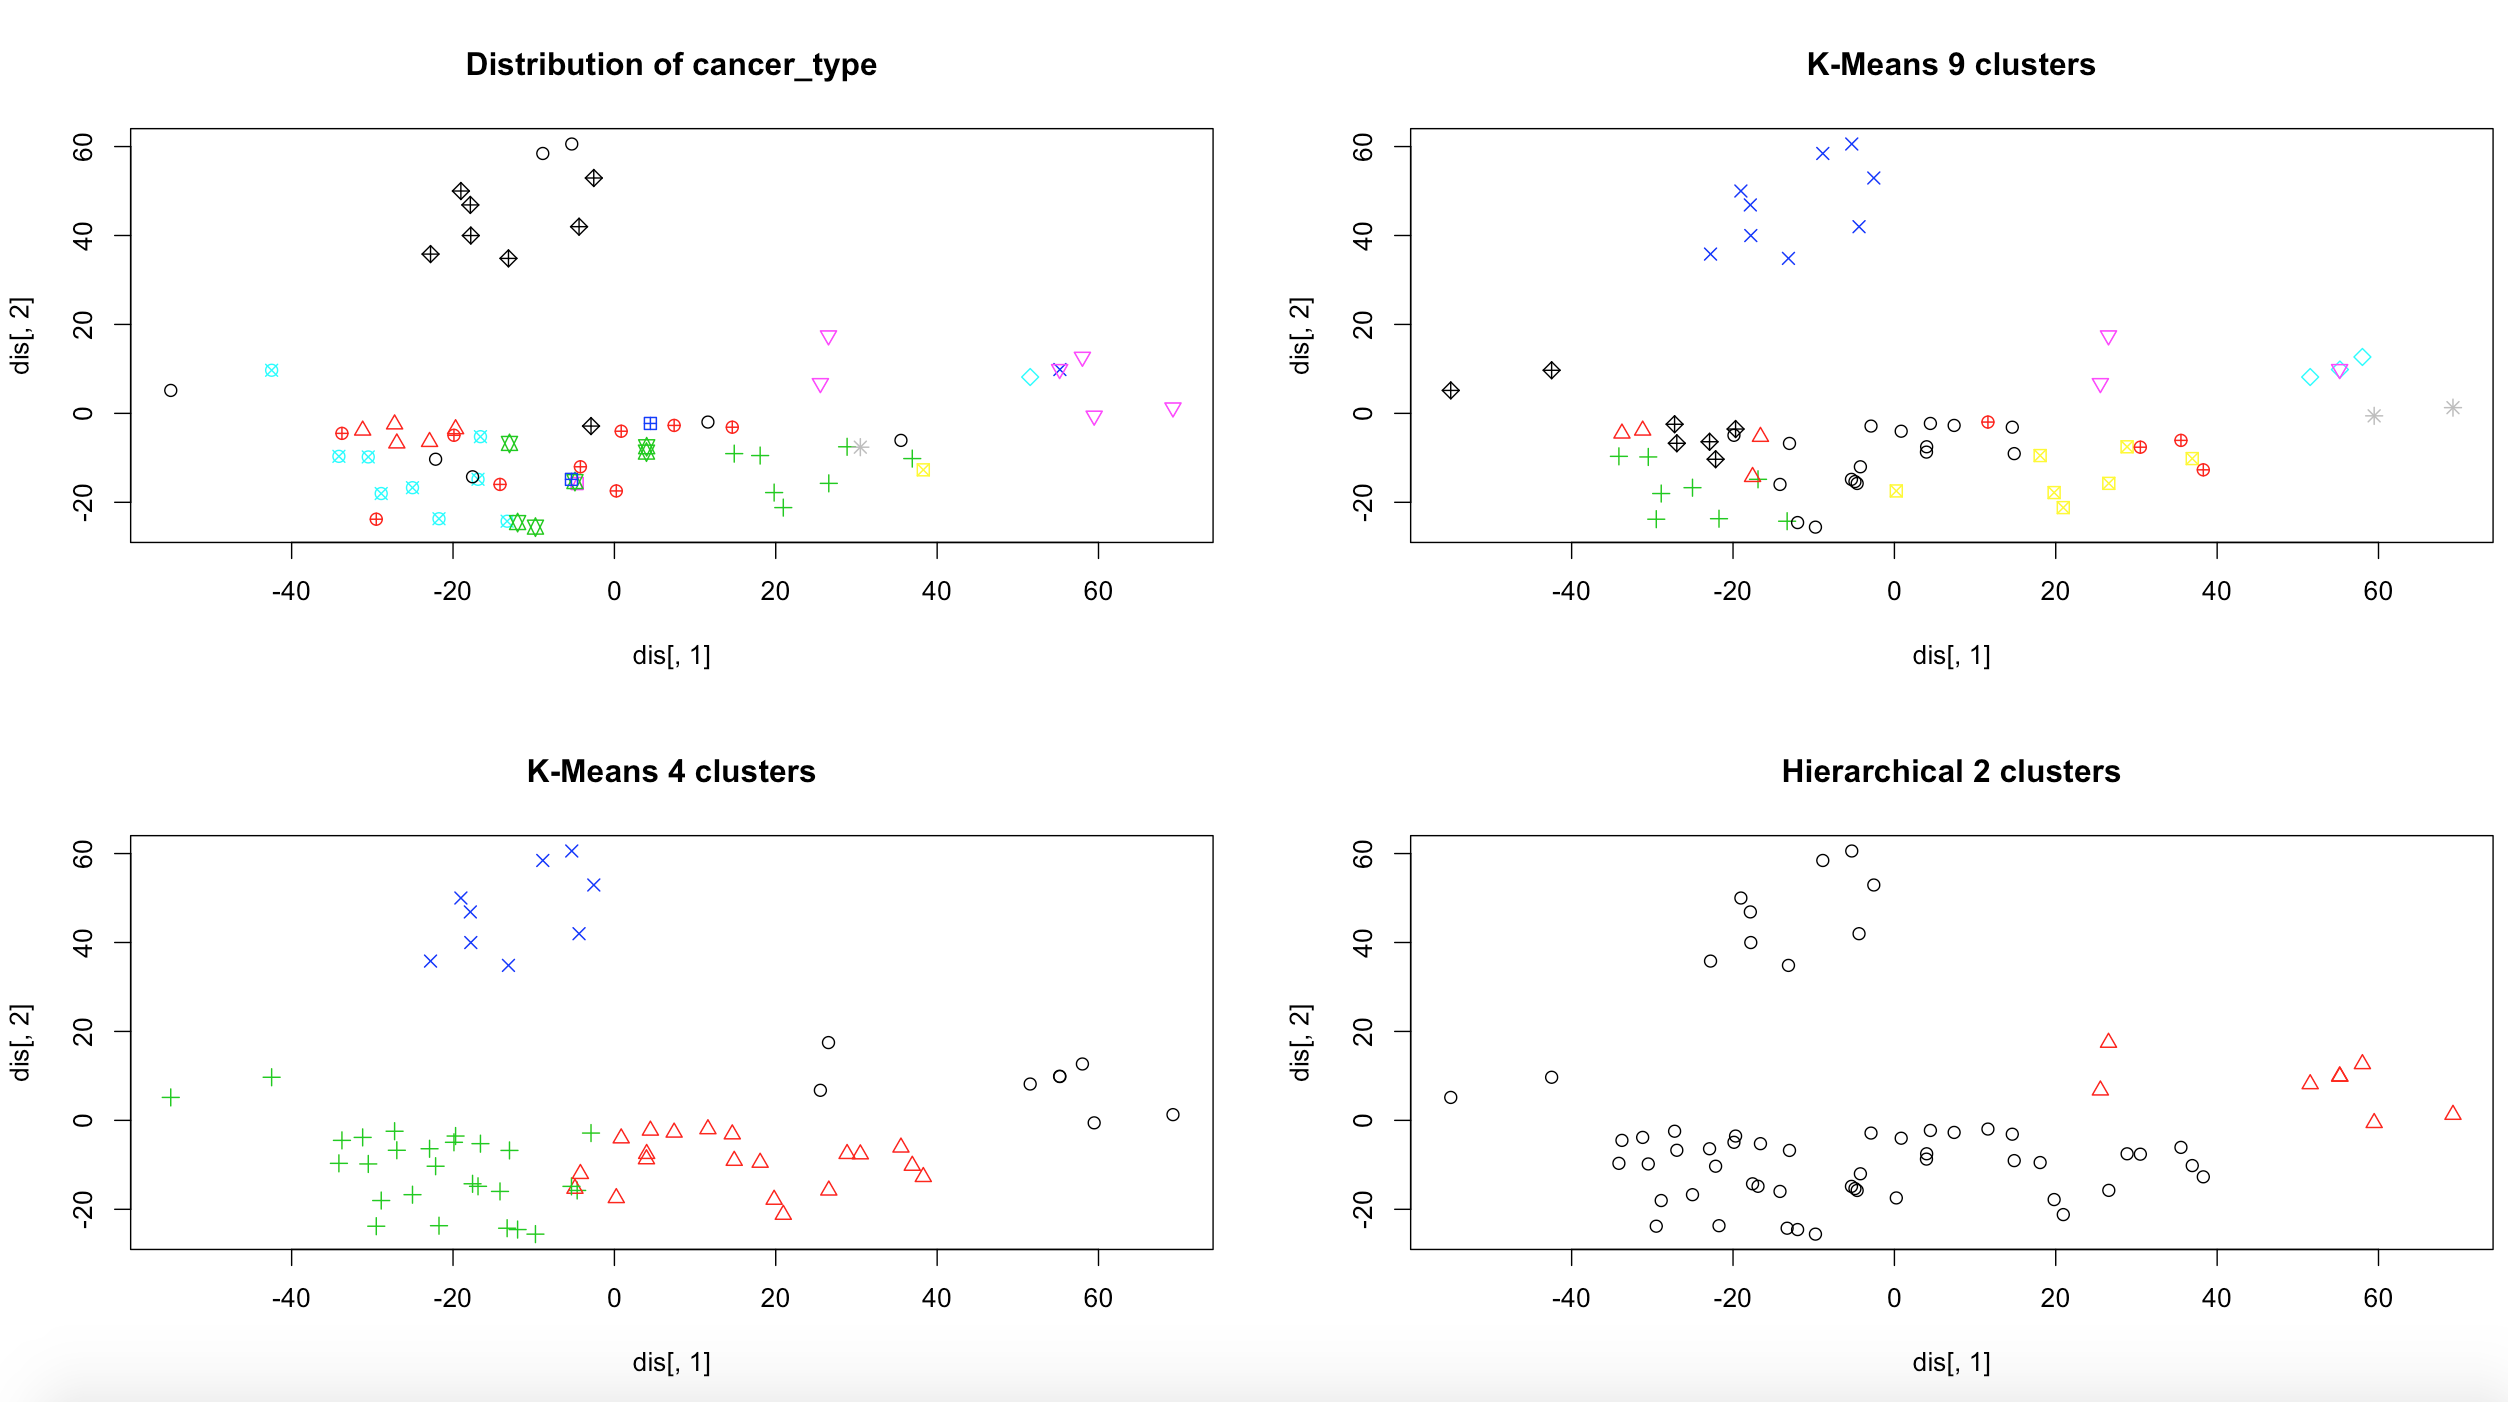 Distribution of cancer_type
60
40
20
0
-20
dis[, 2]
-40 -20 0 20 40 60
dis[, 1]
K-Means 9 clusters
60
40
20
0
-20
dis[, 2]
-40 -20 0 20 40 60
dis[, 1]
K-Means 4 clusters
60
40
20
0
-20
dis[, 2]
-40 -20 0 20 40 60
dis[, 1]
Hierarchical 2 clusters
60
40
20
0
-20
dis[, 2]
-40 -20 0 20 40 60
dis[, 1]